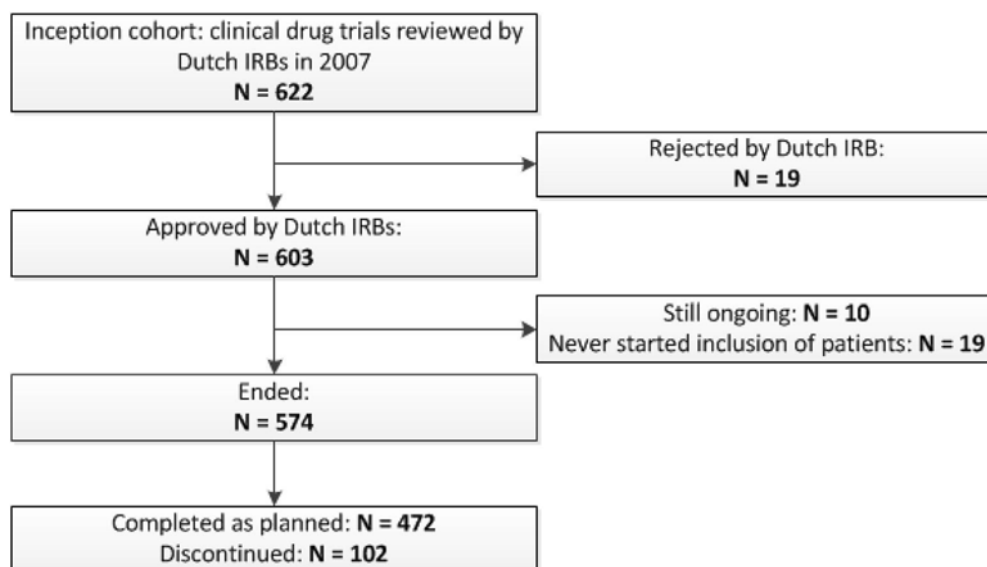 Inception cohort: clinical drug trials reviewed by
Dutch IRBs in 2007
N = 622
Rejected by Dutch IRB:
N = 19
Approved by Dutch IRBs:
N = 603
Still ongoing: N = 10
Never started inclusion of patients: N = 19
Ended:
N = 574
Completed as planned: N = 472
Discontinued: N = 102